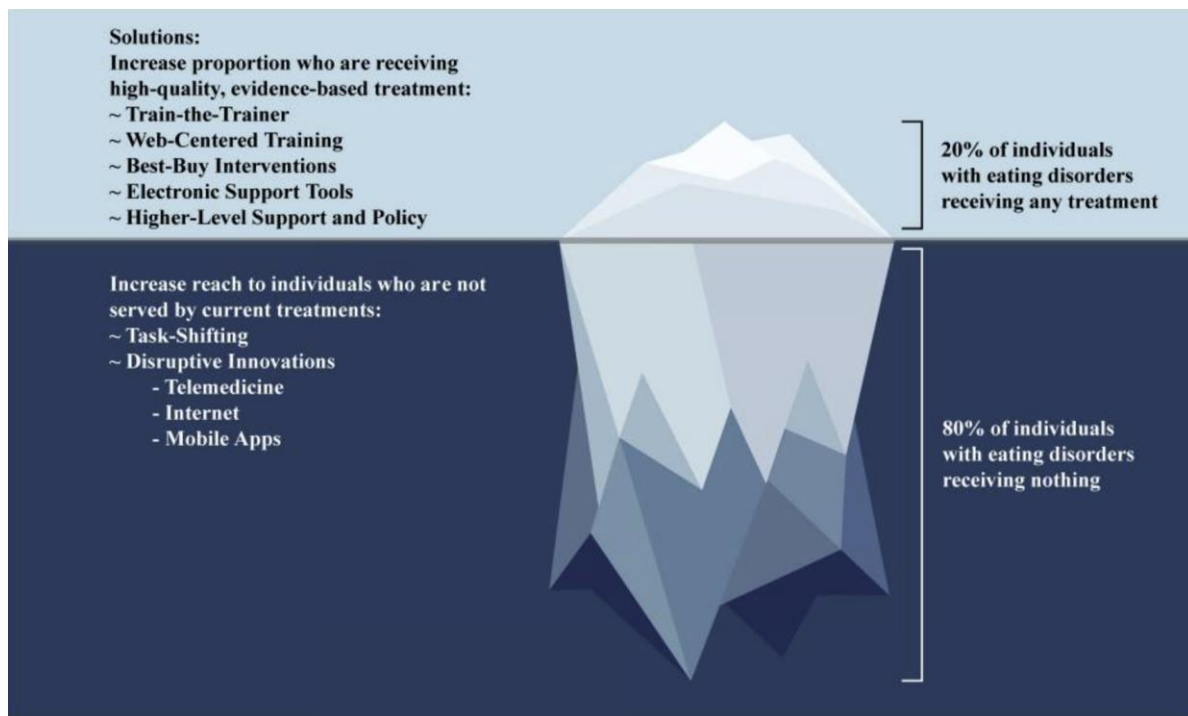 Solutions:
Increase proportion who are receiving
high-quality, evidence-based treatment:
~ Train-the-Trainer
~ Web-Centered Training
~ Best-Buy Interventions
~ Electronic Support Tools
~ Higher-Level Support and Policy
20% of individuals
with eating disorders
receiving any treatment
Increase reach to individuals who are not
served by current treatments:
~ Task-Shifting
~ Disruptive Innovations
- Telemedicine
- Internet
- Mobile Apps
80% of individuals
with eating disorders
receiving nothing